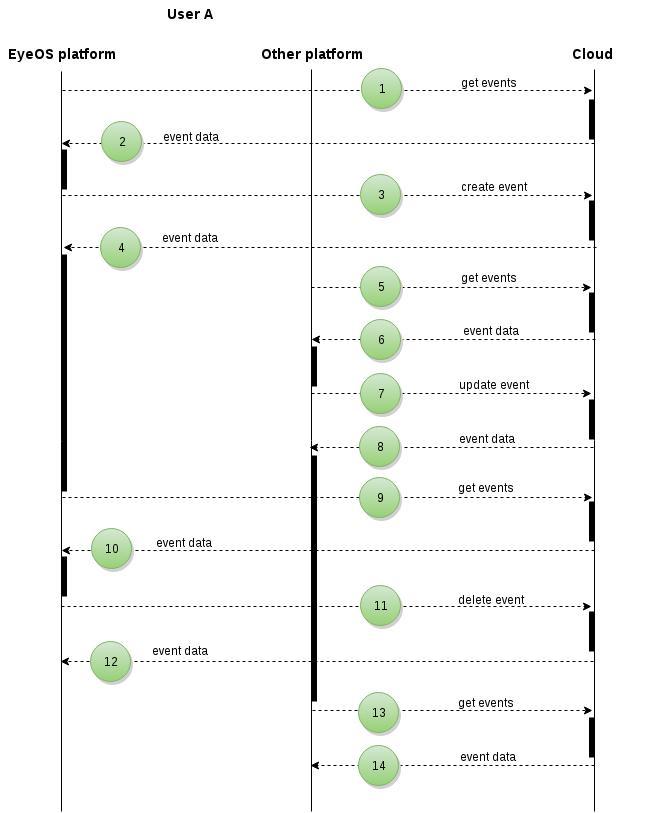 User A
EyeOS platform
Other platform
Cloud
1 get events
2 event data
3 create event
4 event data
5 get events
6 event data
7 update event
8 event data
9 get events
10 event data
11 delete event
12 event data
13 get events
14 event data